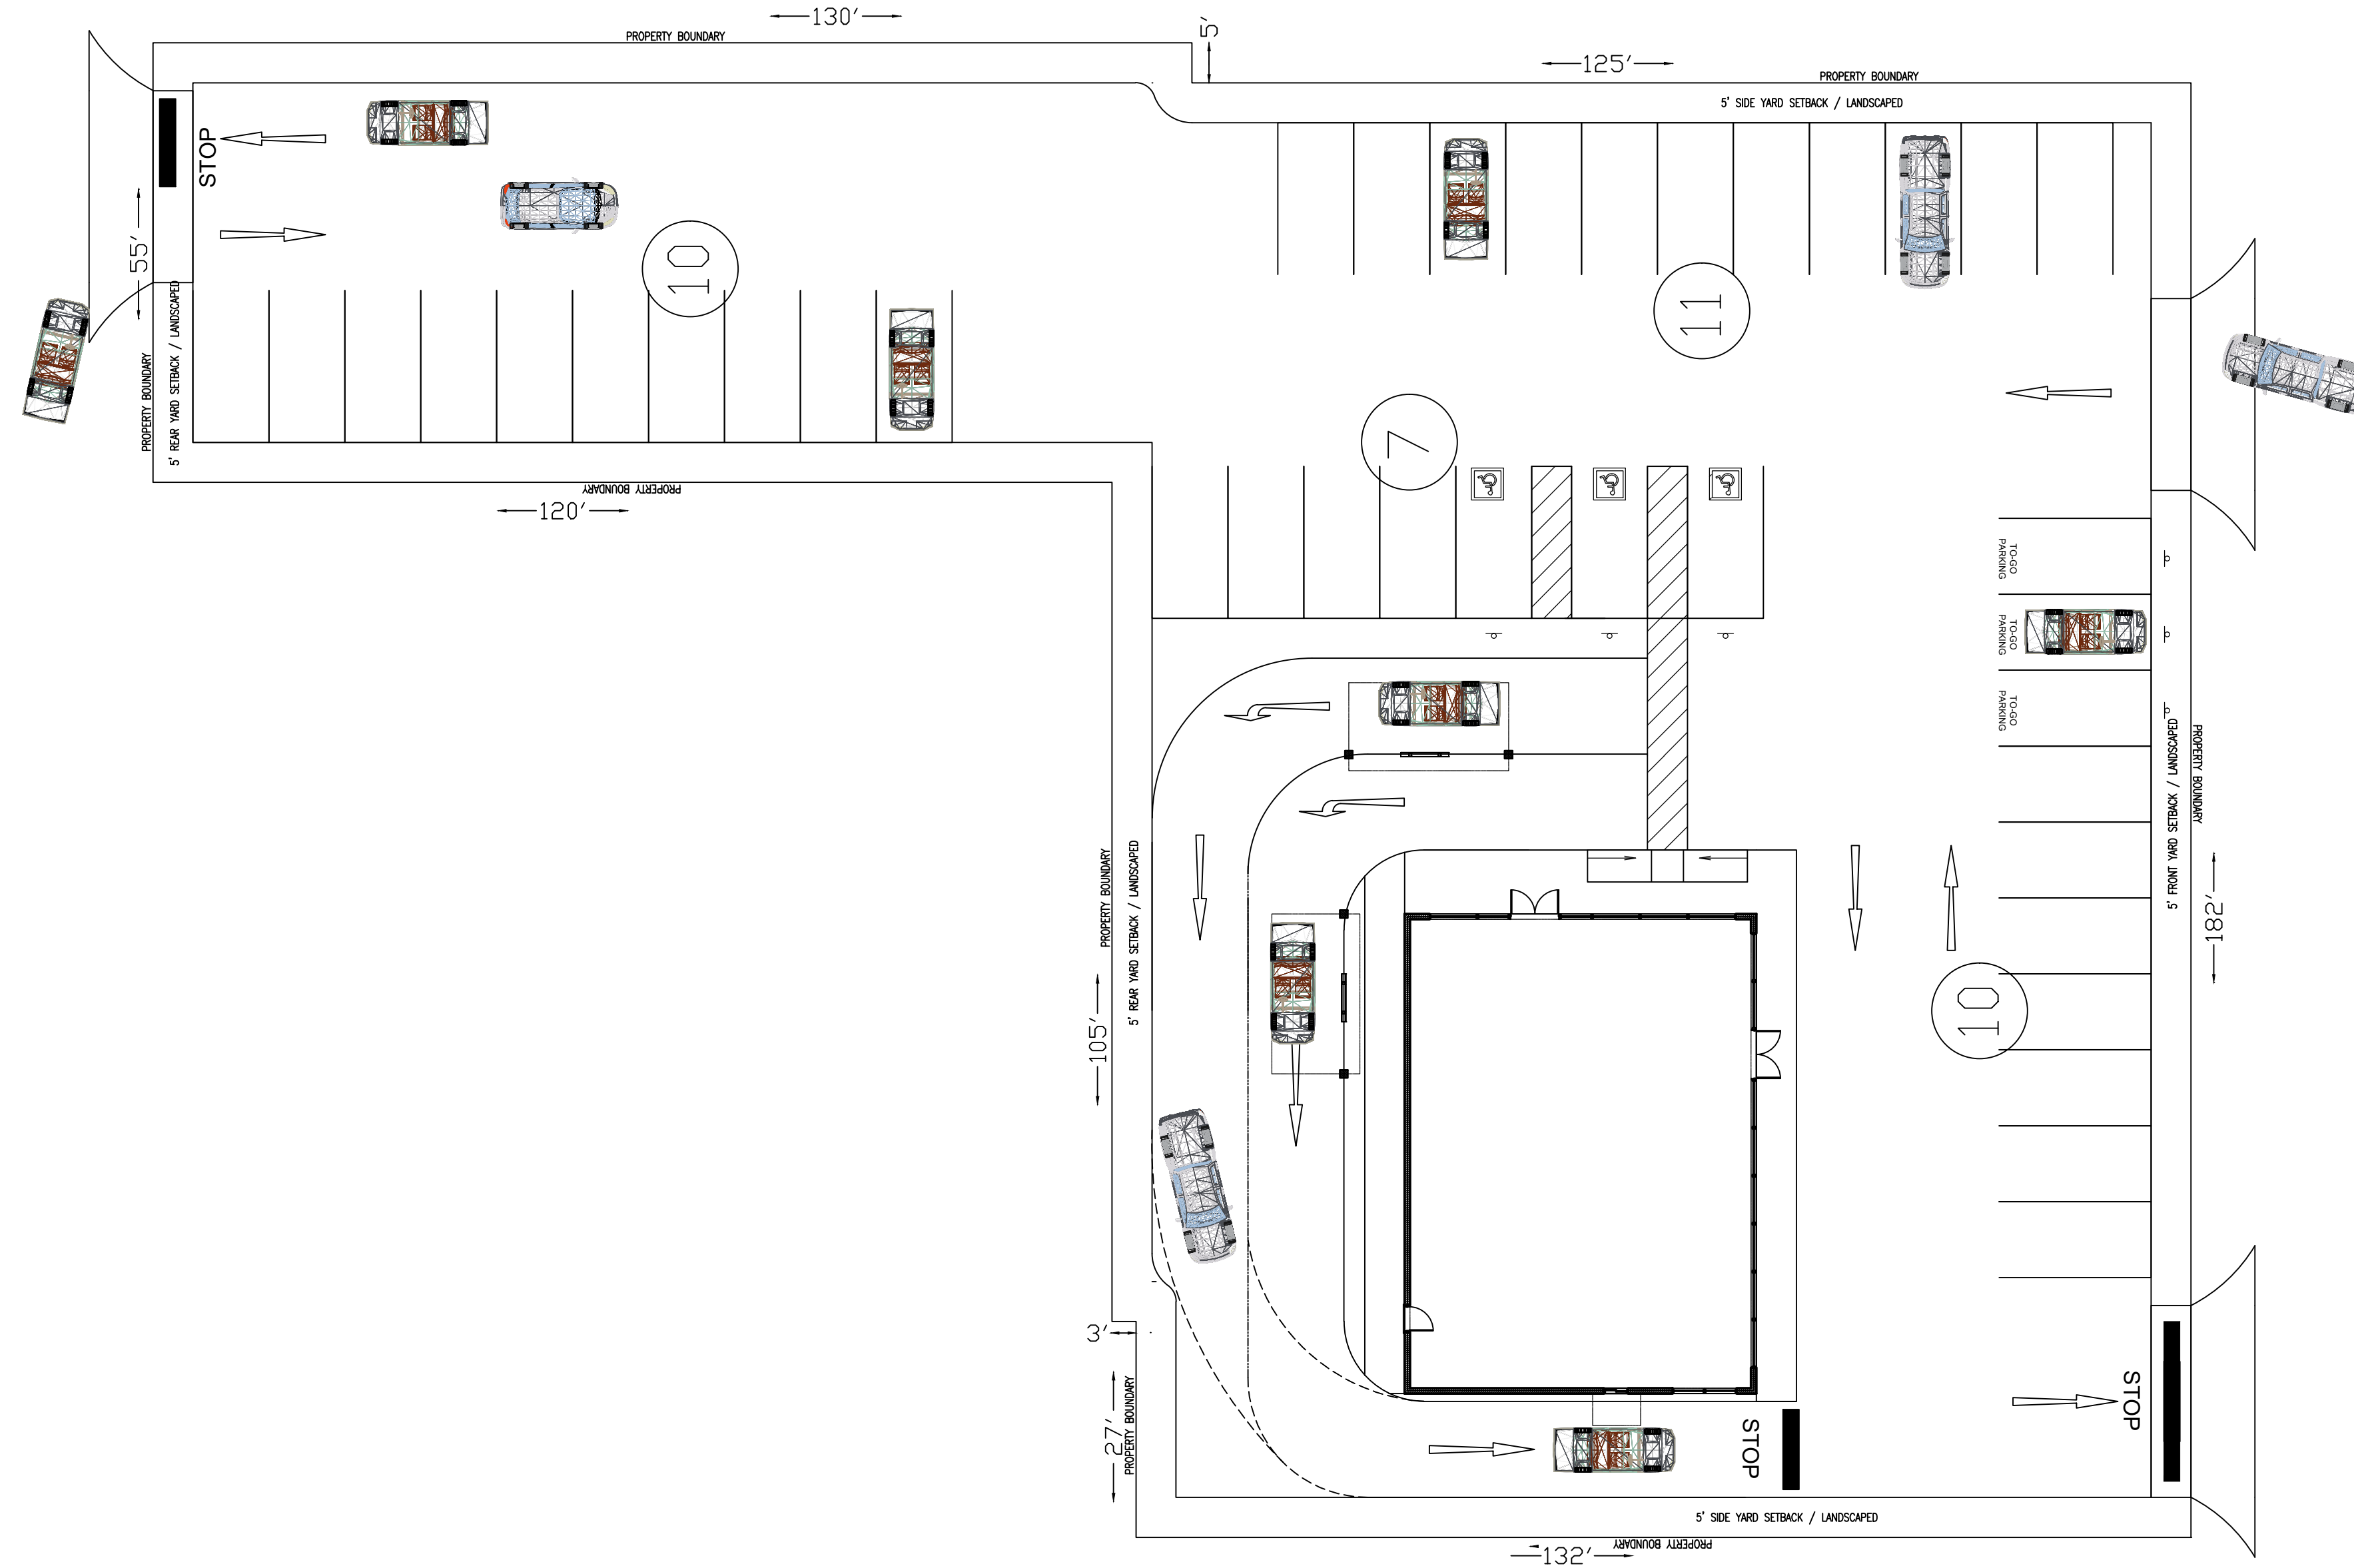 130′
PROPERTY BOUNDARY
5′
125′
PROPERTY BOUNDARY
5' SIDE YARD SETBACK / LANDSCAPED
STOP
55′
10
11
PROPERTY BOUNDARY
5' REAR YARD SETBACK / LANDSCAPED
7
PROPERTY BOUNDARY
120′
TO-GO
PARKING
TO-GO
PARKING
TO-GO
PARKING
5' FRONT YARD SETBACK / LANDSCAPED
PROPERTY BOUNDARY
182′
PROPERTY BOUNDARY
5' REAR YARD SETBACK / LANDSCAPED
105′
10
3′
27′
PROPERTY BOUNDARY
STOP
STOP
5' SIDE YARD SETBACK / LANDSCAPED
PROPERTY BOUNDARY
132′